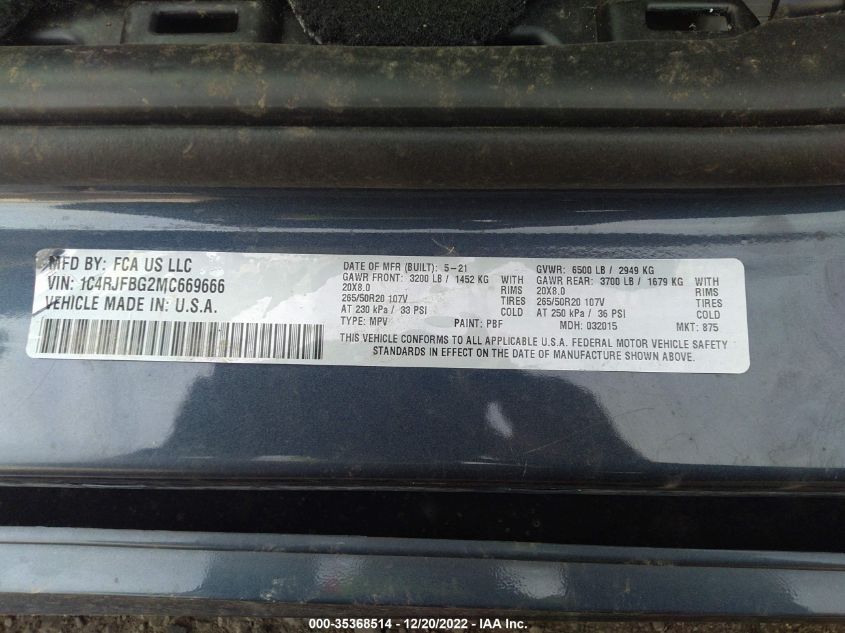 MFD BY: FCA US LLC
VIN: 1C4RJFBG2MC669666
VEHICLE MADE IN: U.S.A.
DATE OF MFR (BUILT): 5-21
GAWR FRONT: 3200 LB / 1452 KG WITH
20X8.0 RIMS
265/50R20 107V TIRES
AT 230 kPa / 33 PSI COLD
TYPE: MPV PAINT: PBF
GVWR: 6500 LB / 2949 KG
GAWR REAR: 3700 LB / 1679 KG WITH
20X8.0 RIMS
265/50R20 107V TIRES
AT 250 kPa / 36 PSI COLD
MDH: 032015 MKT: 875
THIS VEHICLE CONFORMS TO ALL APPLICABLE U.S.A. FEDERAL MOTOR VEHICLE SAFETY
STANDARDS IN EFFECT ON THE DATE OF MANUFACTURE SHOWN ABOVE.
000-35368514 - 12/20/2022 - IAA Inc.